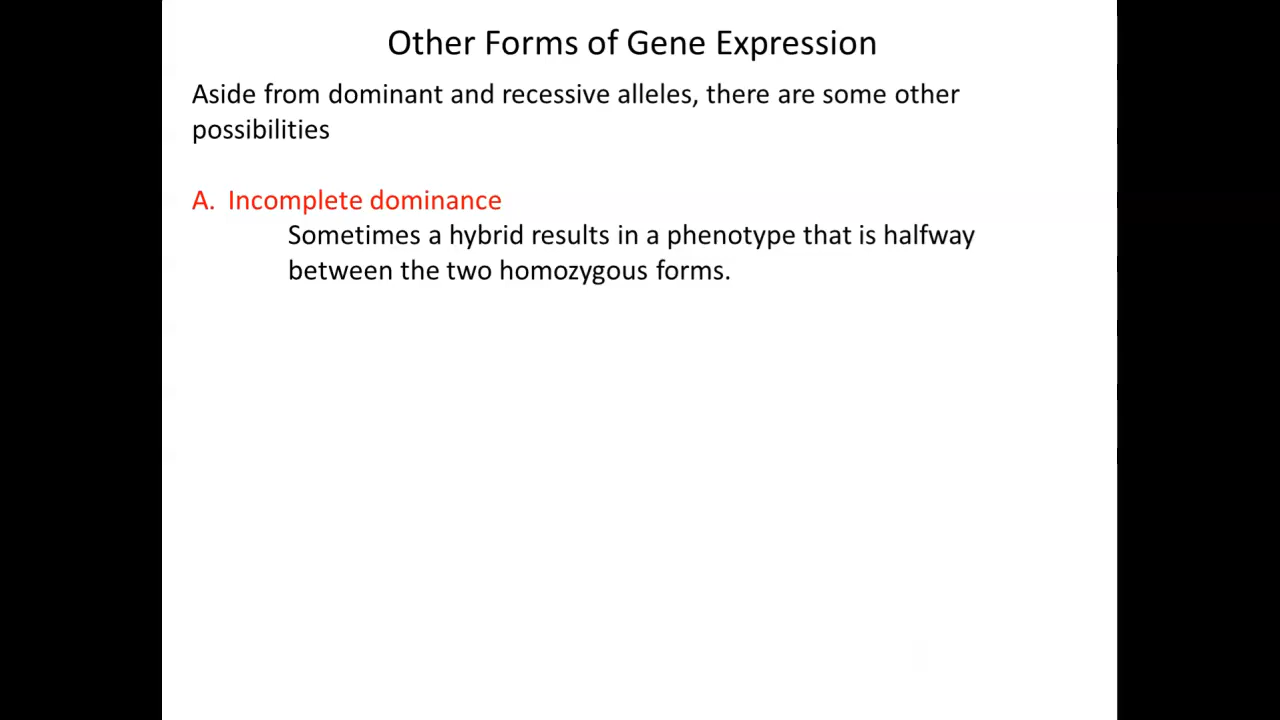 Other Forms of Gene Expression
Aside from dominant and recessive alleles, there are some other
possibilities
A. Incomplete dominance
Sometimes a hybrid results in a phenotype that is halfway
between the two homozygous forms.